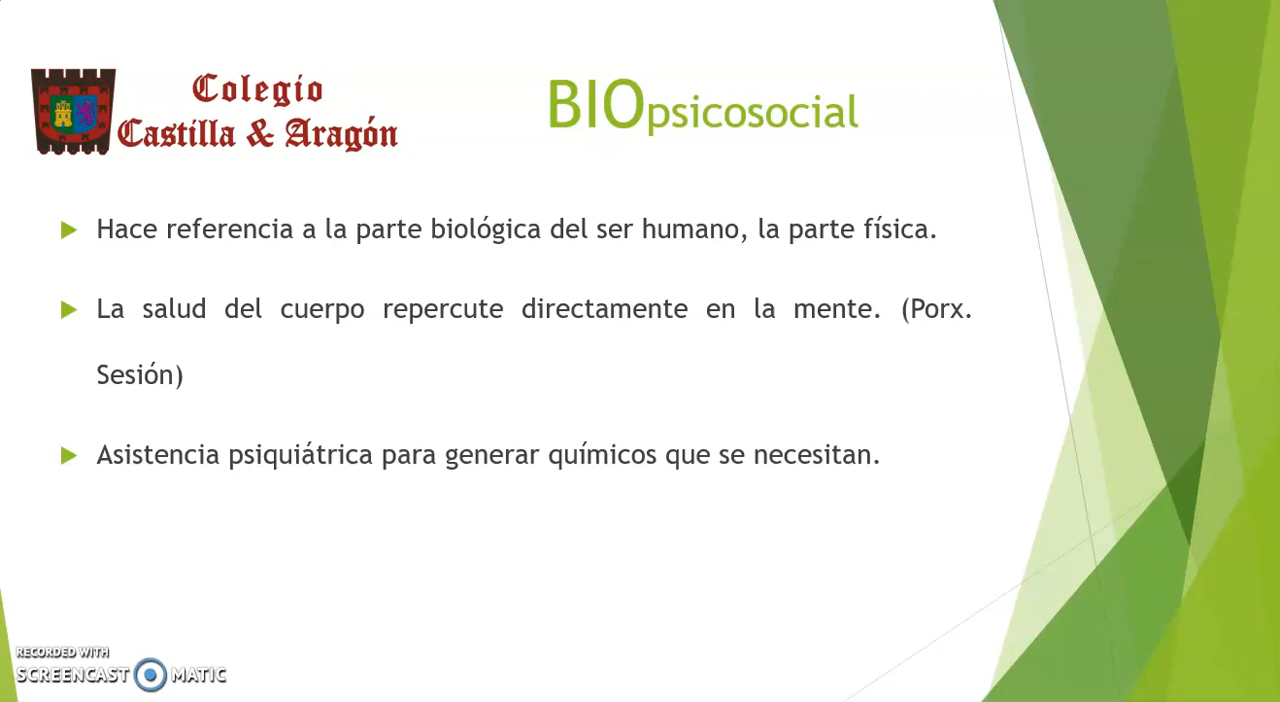 Colegio
Castilla & Aragón
BIOpsicosocial
Hace referencia a la parte biológica del ser humano, la parte física.
La salud del cuerpo repercute directamente en la mente. (Porx.
Sesión)
Asistencia psiquiátrica para generar químicos que se necesitan.
RECORDED WITH
SCREENCAST MATIC